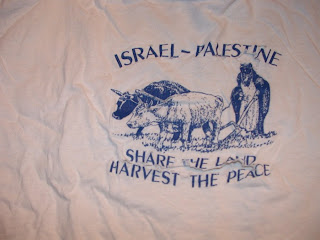 ISRAEL~PALESTINE
SHARE THE LAND
HARVEST THE PEACE